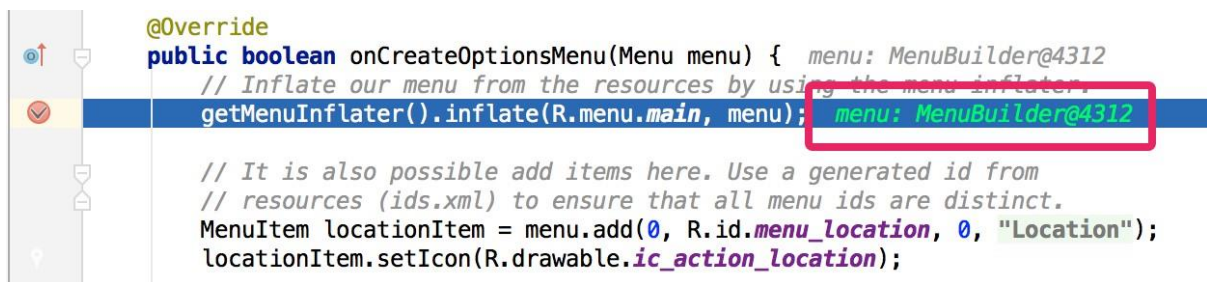 @Override
public boolean onCreateOptionsMenu(Menu menu) { menu: MenuBuilder@4312
// Inflate our menu from the resources by using the menu inflater.
getMenuInflater().inflate(R.menu.main, menu); menu: MenuBuilder@4312
// It is also possible add items here. Use a generated id from
// resources (ids.xml) to ensure that all menu ids are distinct.
MenuItem locationItem = menu.add(0, R.id.menu_location, 0, "Location");
locationItem.setIcon(R.drawable.ic_action_location);